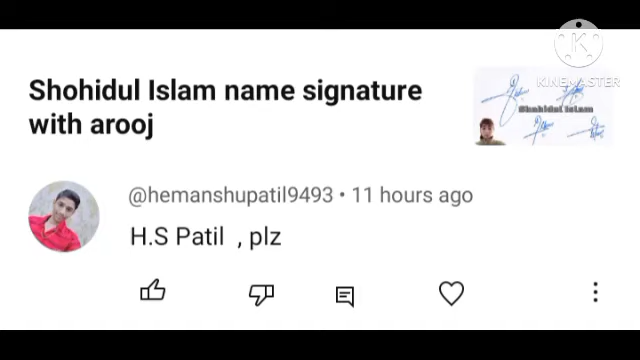 KINEMASTER
Shohidul Islam name signature
with arooj
Shohidul Islam
@hemanshupatil9493 • 11 hours ago
H.S Patil , plz